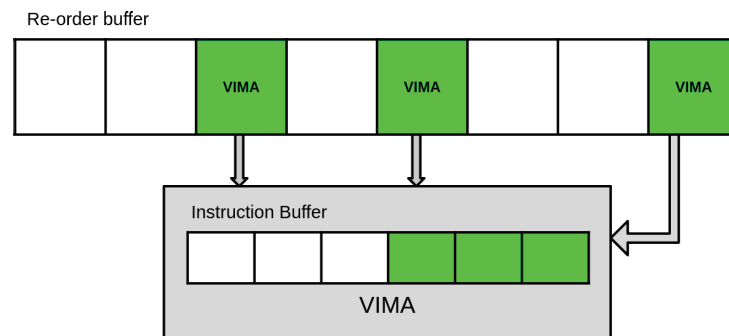 Re-order buffer
VIMA VIMA VIMA
Instruction Buffer
VIMA